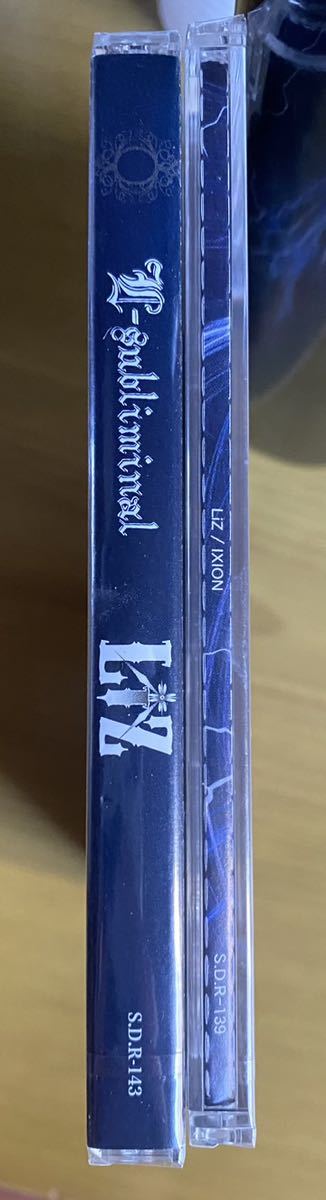 L-subliminal
LIZ
S.D.R-143
LIZ / IXION
S.D.R-139